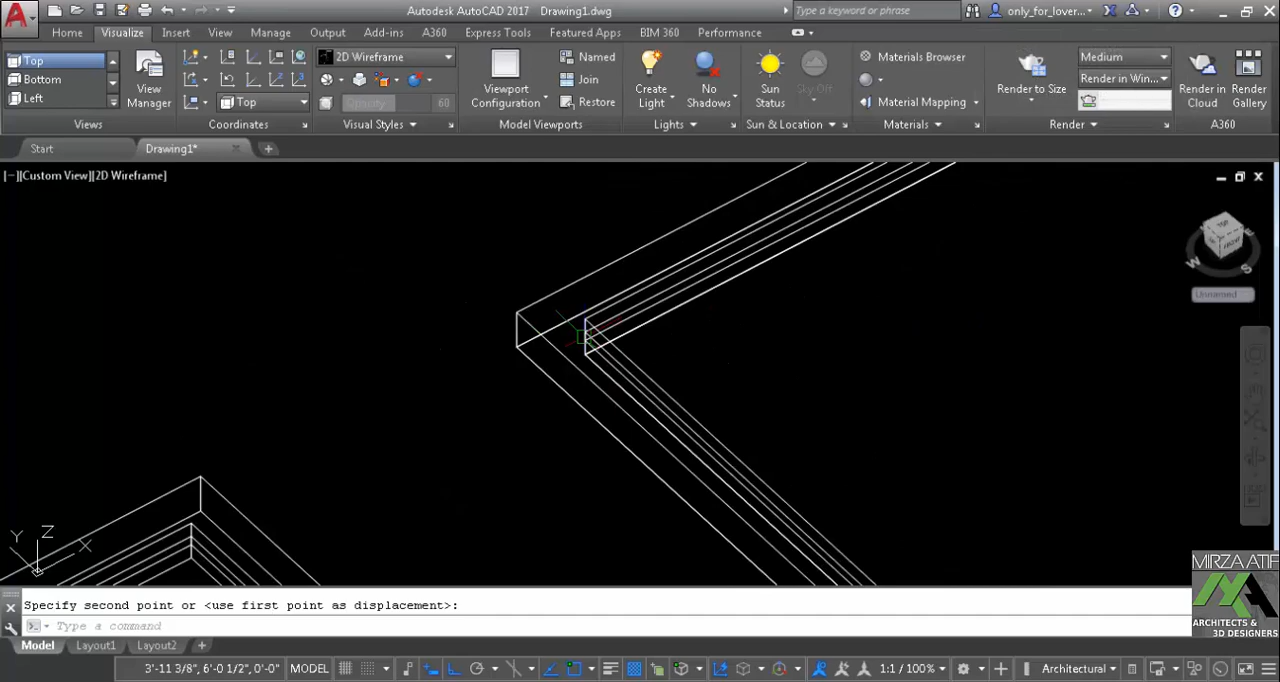 Autodesk AutoCAD 2017 Drawing1.dwg
Type a keyword or phrase
only_for_lover...
Home Visualize Insert View Manage Output Add-ins A360 Express Tools Featured Apps BIM 360 Performance
Top
Bottom
Left
View Manager
Top
2D Wireframe
Opacity 60
Viewport Configuration
Named
Join
Restore
Create Light
No Shadows
Sun Status
Sky Off
Materials Browser
Material Mapping
Render to Size
Medium
Render in Win...
Render in Cloud
Render Gallery
Views Coordinates Visual Styles Model Viewports Lights Sun & Location Materials Render A360
Start Drawing1*
[−][Custom View][2D Wireframe]
TOP
FRONT
W
S
E
Unnamed
Y Z X
MIRZA ATIF
ARCHITECTS &
3D DESIGNERS
Specify second point or <use first point as displacement>:
Type a command
Model Layout1 Layout2
3'-11 3/8", 6'-0 1/2", 0'-0" MODEL 1:1 / 100% Architectural